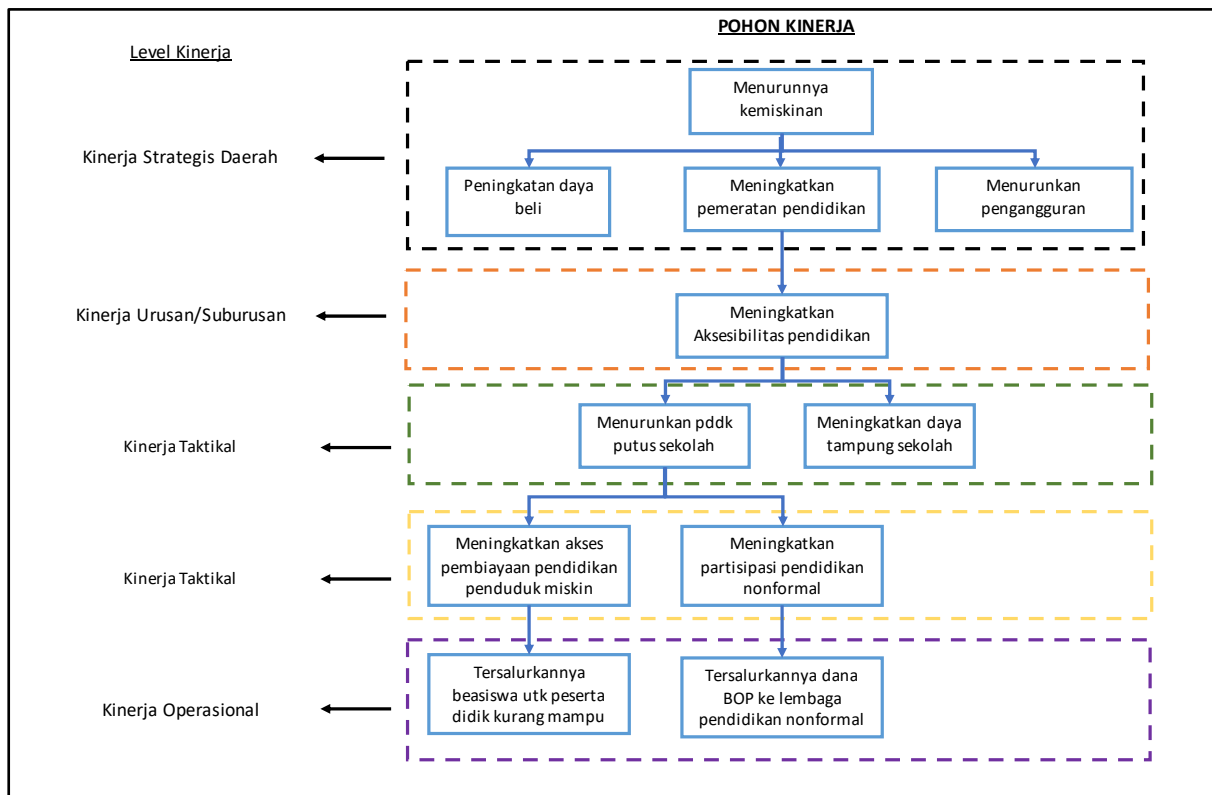 POHON KINERJA
Level Kinerja
Menurunnya
kemiskinan
Kinerja Strategis Daerah
Peningkatan daya
beli
Meningkatkan
pemeratan pendidikan
Menurunkan
pengangguran
Kinerja Urusan/Suburusan
Meningkatkan
Aksesibilitas pendidikan
Kinerja Taktikal
Menurunkan pddk
putus sekolah
Meningkatkan daya
tampung sekolah
Kinerja Taktikal
Meningkatkan akses
pembiayaan pendidikan
penduduk miskin
Meningkatkan
partisipasi pendidikan
nonformal
Kinerja Operasional
Tersalurkannya
beasiswa utk peserta
didik kurang mampu
Tersalurkannya dana
BOP ke lembaga
pendidikan nonformal